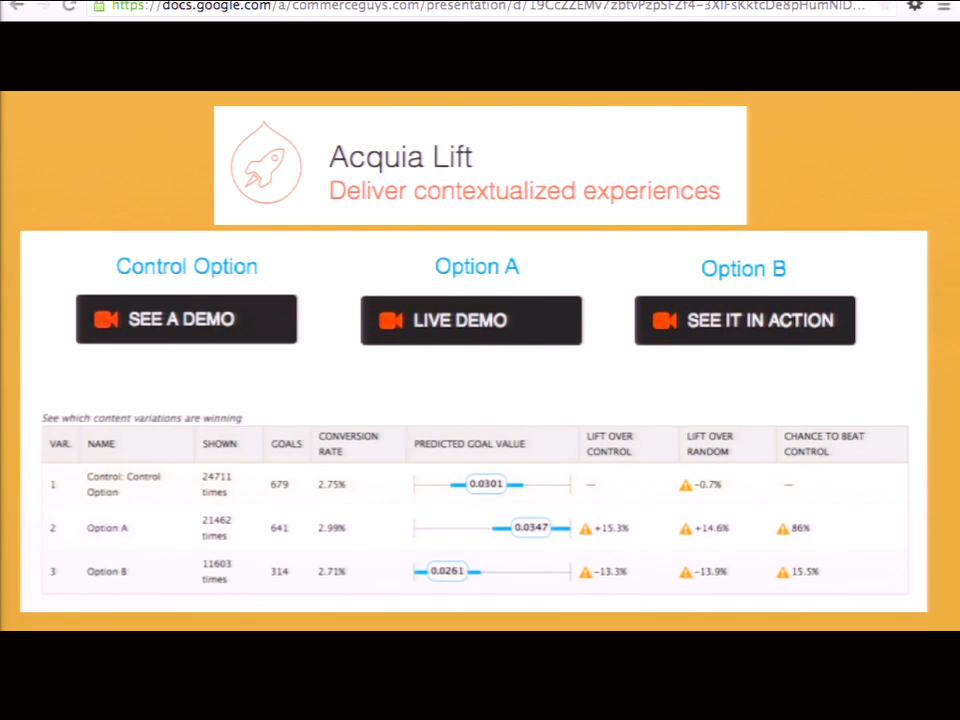 https://docs.google.com/a/commerceguys.com/presentation/d/
Acquia Lift
Deliver contextualized experiences
Control Option Option A Option B
SEE A DEMO LIVE DEMO SEE IT IN ACTION
See which content variations are winning
VAR. NAME SHOWN GOALS CONVERSION RATE PREDICTED GOAL VALUE LIFT OVER CONTROL LIFT OVER RANDOM CHANCE TO BEAT CONTROL
1 Control: Control Option 24711 times 679 2.75% 0.0301 — -0.7% —
2 Option A 21462 times 641 2.99% 0.0347 +15.3% +14.6% 86%
3 Option B 11603 times 314 2.71% 0.0261 -13.3% -13.9% 15.5%